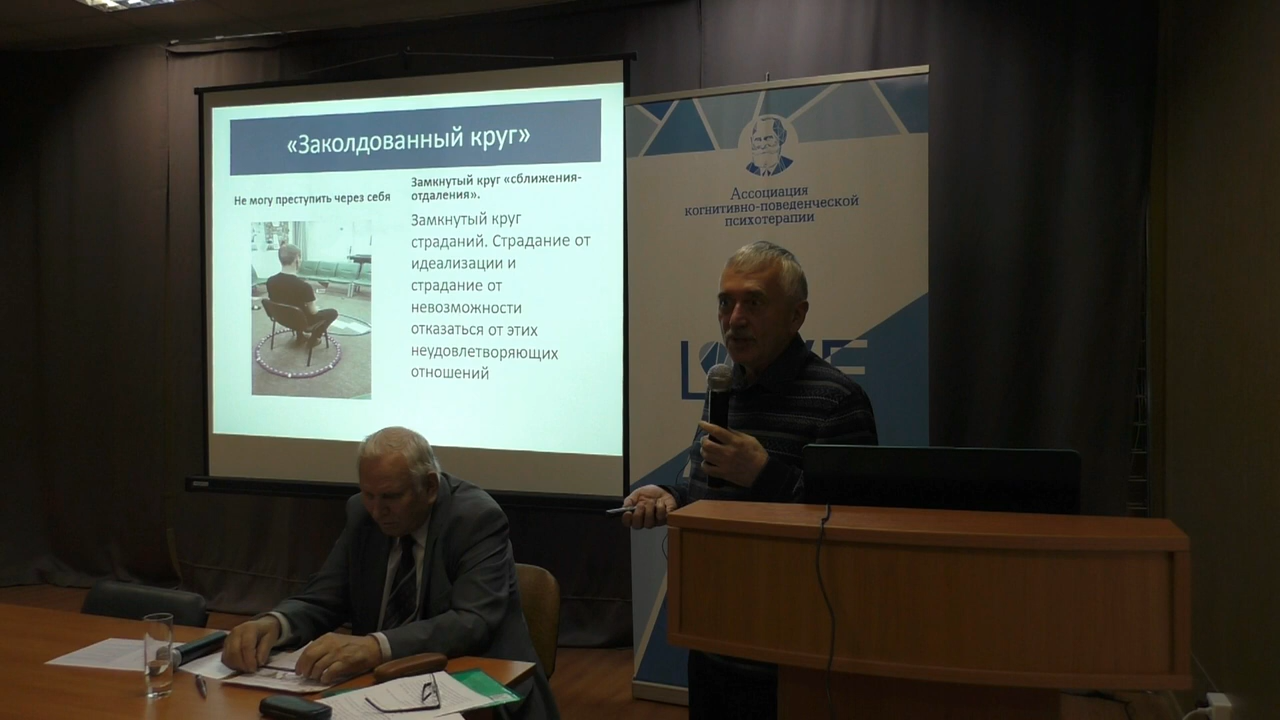 «Заколдованный круг»
Не могу преступить через себя
Замкнутый круг «сближения-
отдаления».
Замкнутый круг
страданий. Страдание от
идеализации и
страдание от
невозможности
отказаться от этих
неудовлетворяющих
отношений
Ассоциация
когнитивно-поведенческой
психотерапии